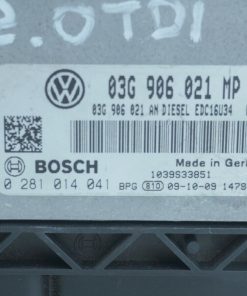 2.0TDI
03G 906 021 MP
03G 906 021 AN DIESEL EDC16U34
BOSCH
Made in Ger
1039S33851
0 281 014 041
BPG 810 09-10-09 1479